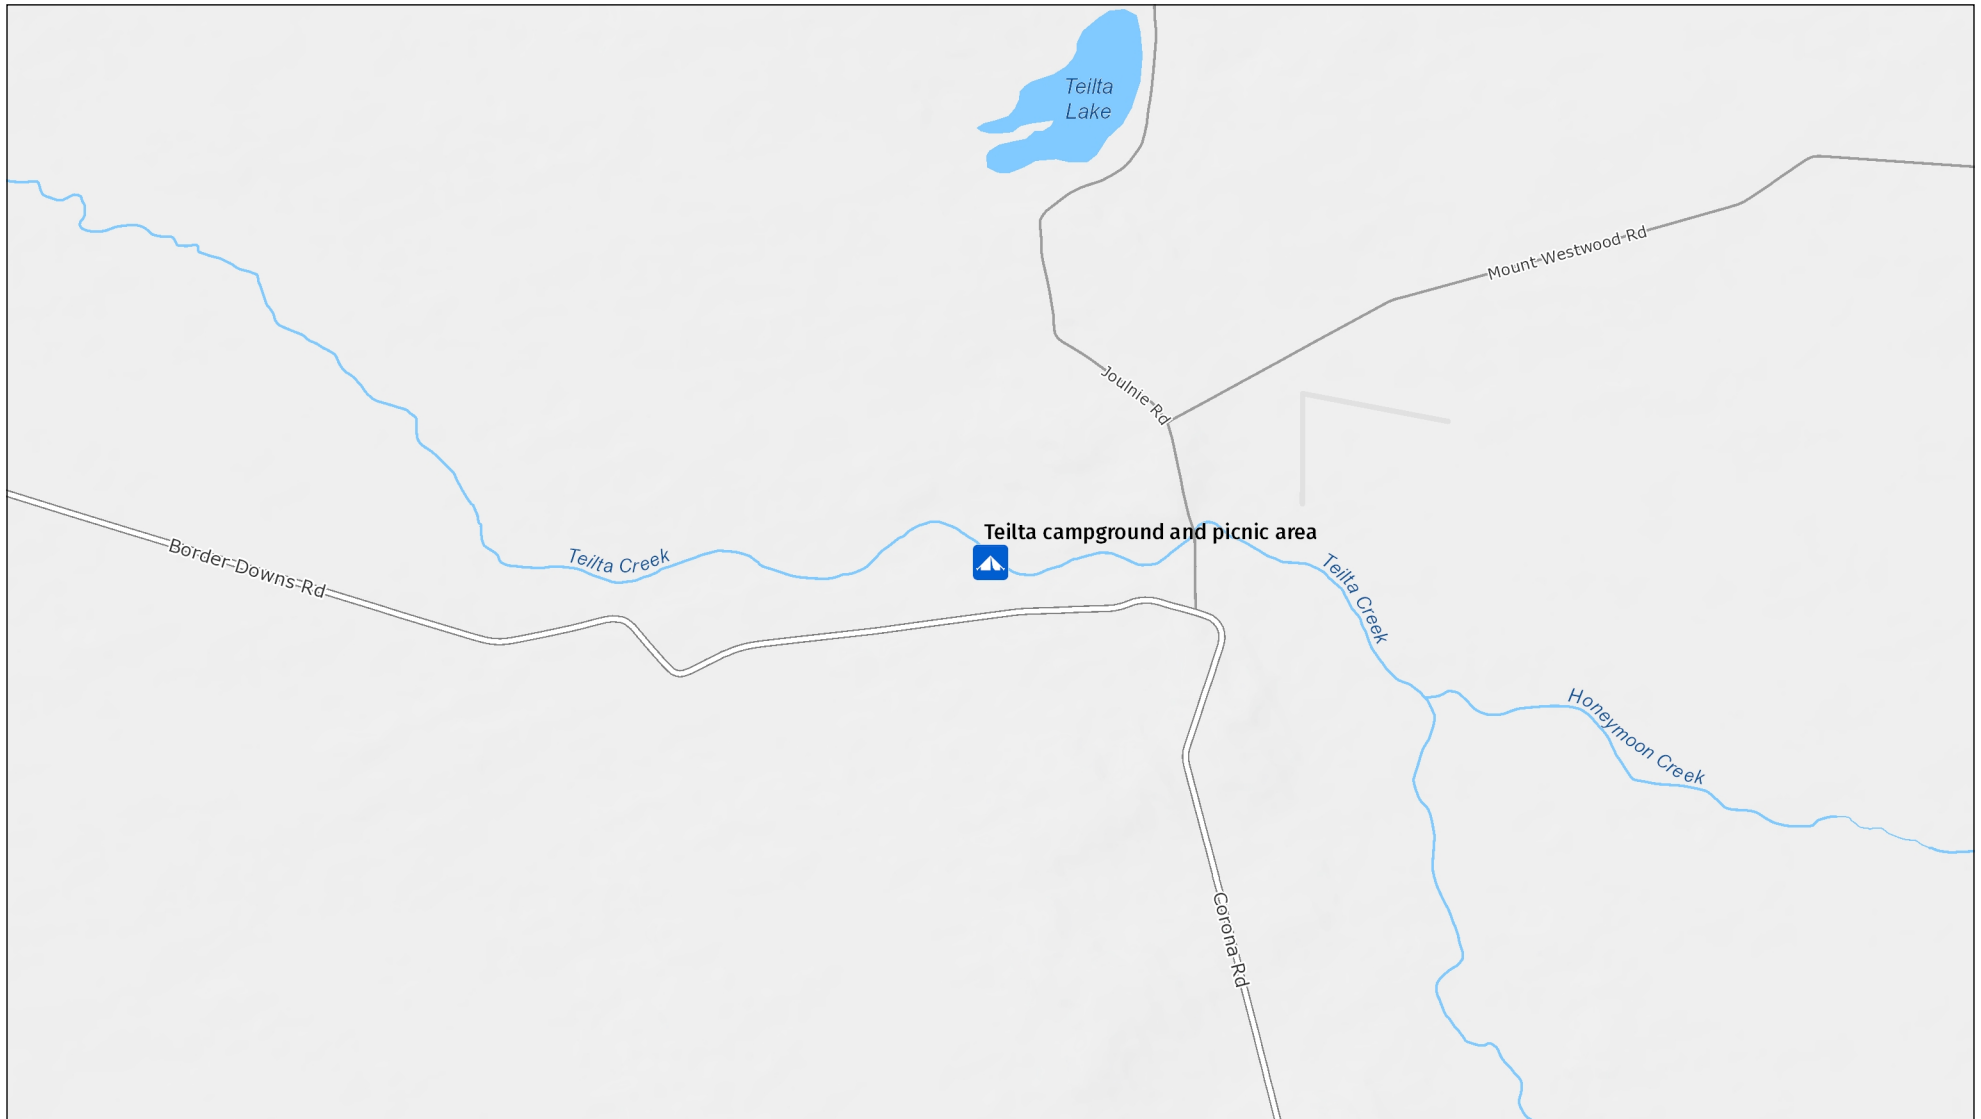 Teilta
Lake
Mount Westwood Rd
Joulnie Rd
Teilta campground and picnic area
Border Downs Rd
Teilta Creek
Teilta Creek
Honeymoon Creek
Corona Rd